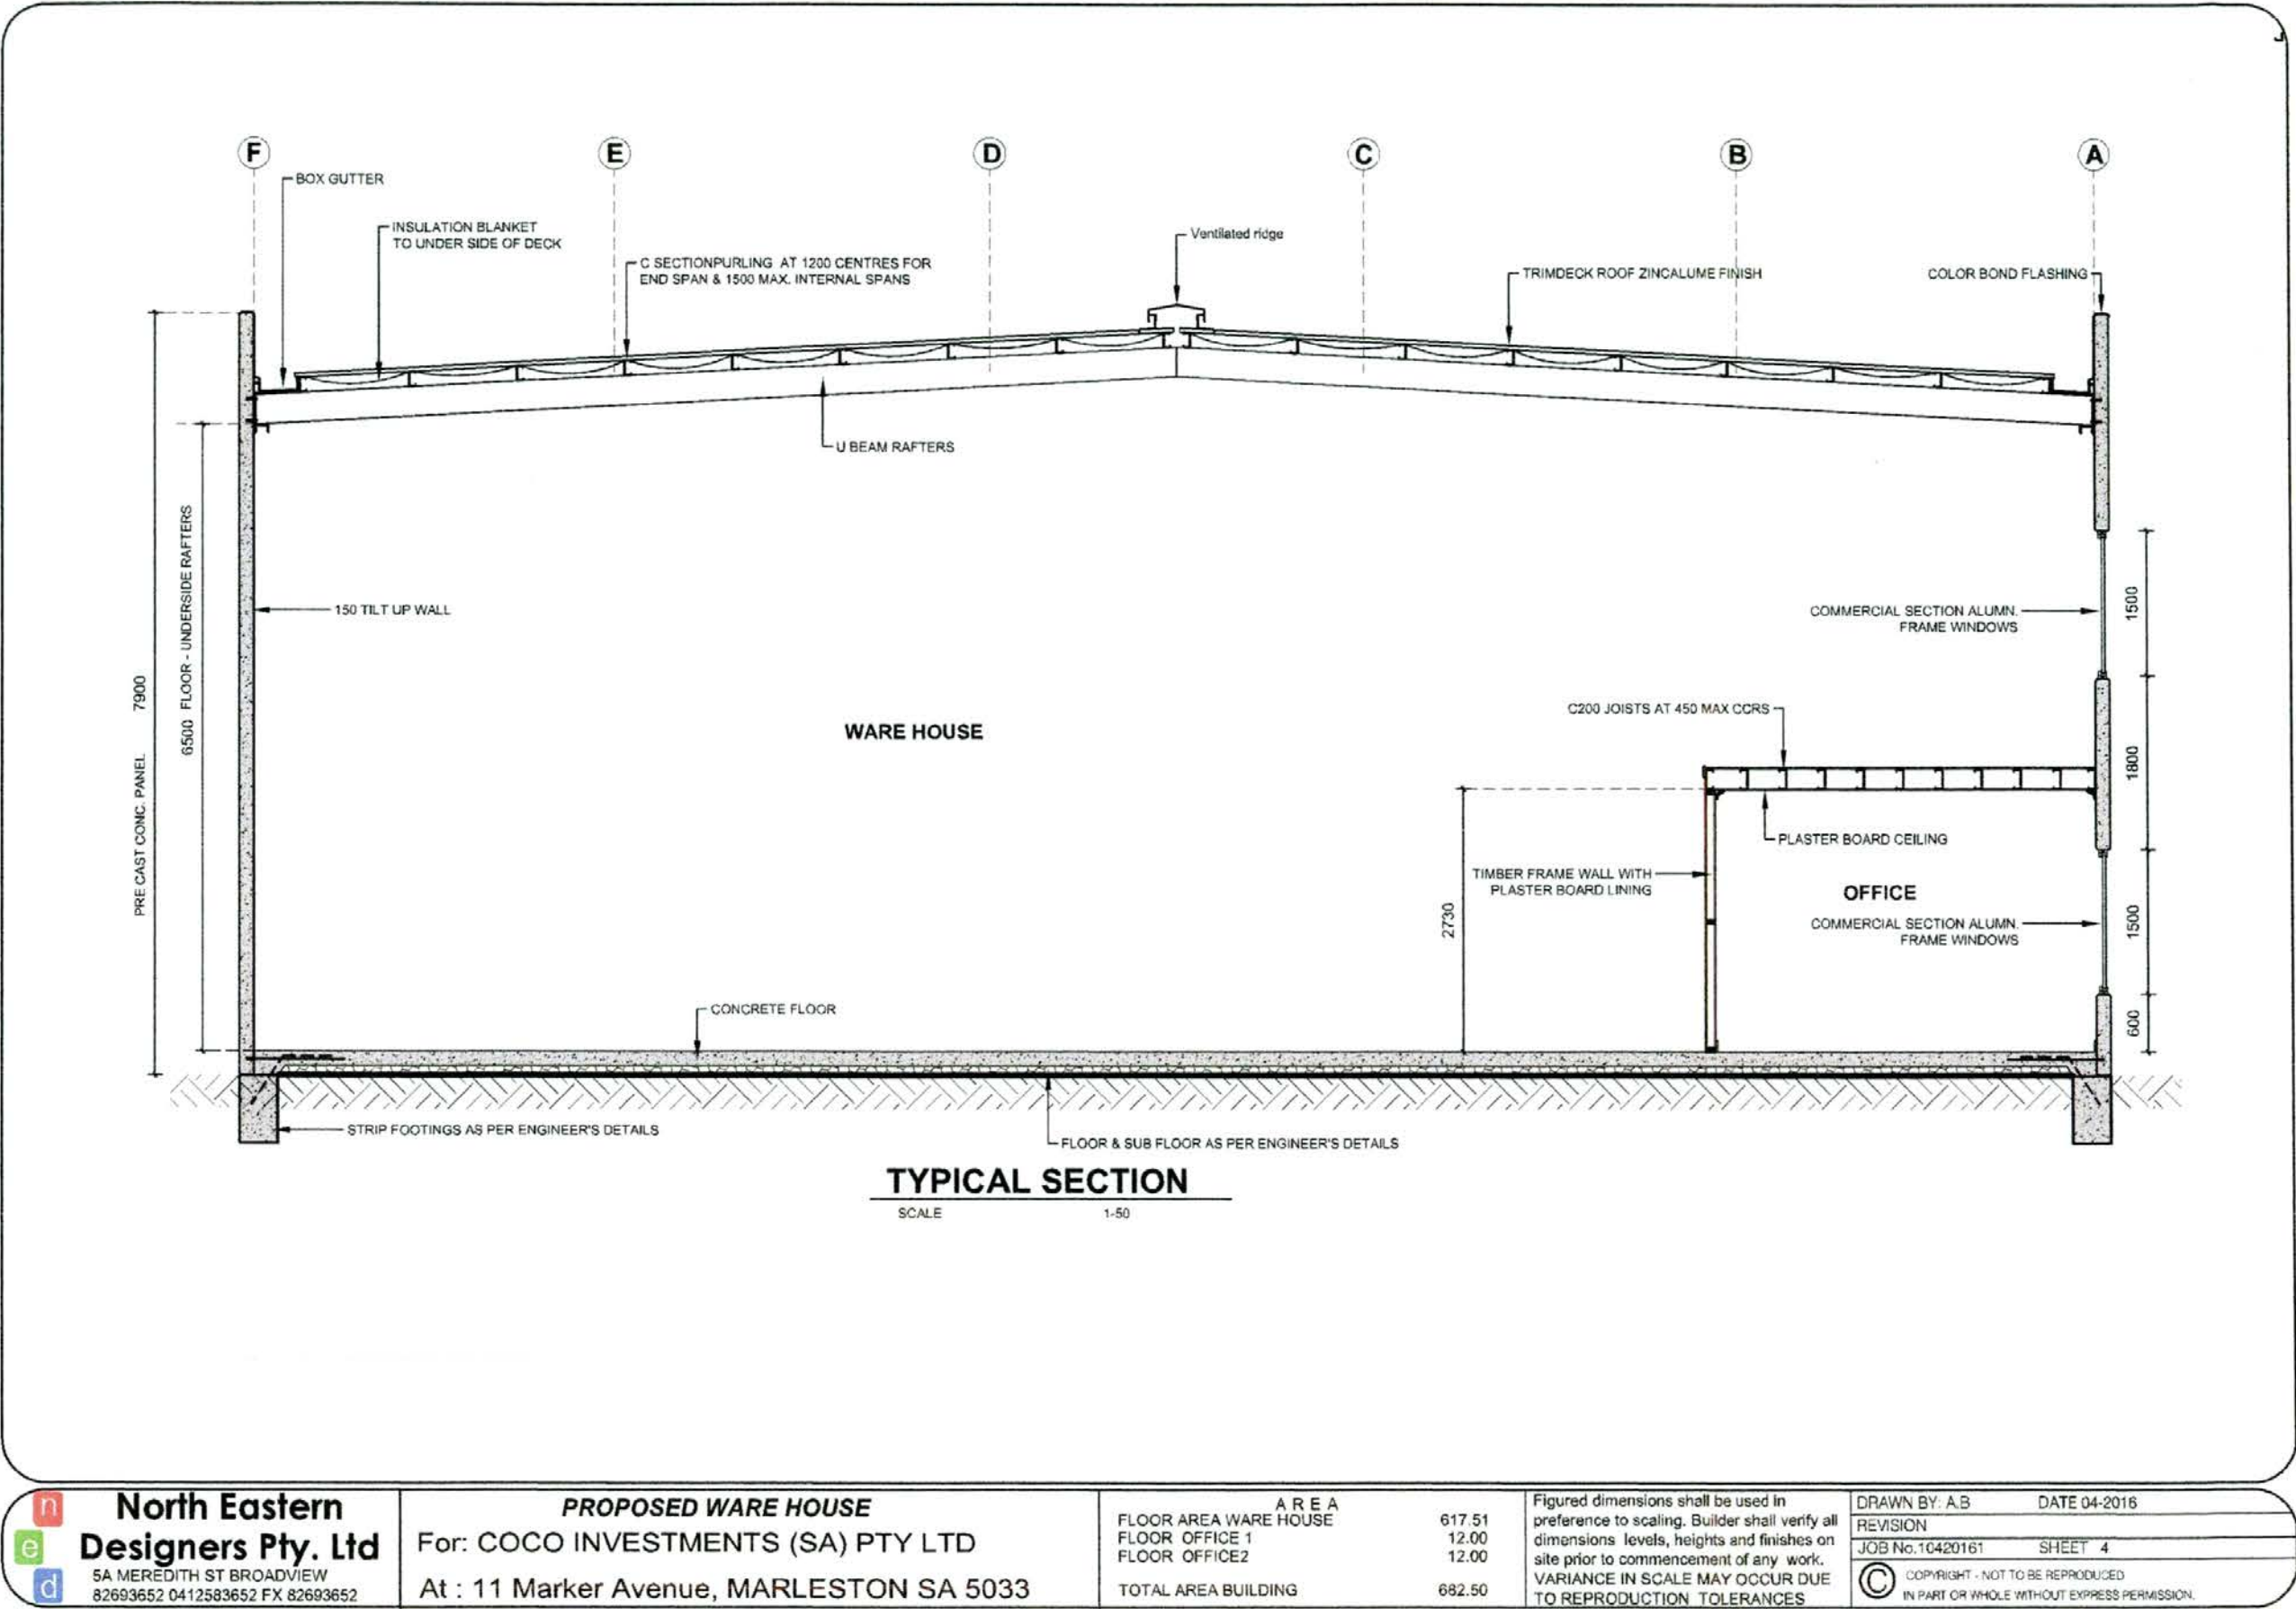 F
E
D
C
B
A
BOX GUTTER
INSULATION BLANKET
TO UNDER SIDE OF DECK
C SECTIONPURLING AT 1200 CENTRES FOR
END SPAN & 1500 MAX. INTERNAL SPANS
Ventilated ridge
TRIMDECK ROOF ZINCALUME FINISH
COLOR BOND FLASHING
U BEAM RAFTERS
PRE CAST CONC. PANEL 7900
6500 FLOOR - UNDERSIDE RAFTERS
150 TILT UP WALL
COMMERCIAL SECTION ALUMN.
FRAME WINDOWS
1500
WARE HOUSE
C200 JOISTS AT 450 MAX CCRS
1800
PLASTER BOARD CEILING
TIMBER FRAME WALL WITH
PLASTER BOARD LINING
2730
OFFICE
COMMERCIAL SECTION ALUMN.
FRAME WINDOWS
1500
600
CONCRETE FLOOR
STRIP FOOTINGS AS PER ENGINEER'S DETAILS
FLOOR & SUB FLOOR AS PER ENGINEER'S DETAILS
TYPICAL SECTION
SCALE 1-50
n
e
d
North Eastern
Designers Pty. Ltd
5A MEREDITH ST BROADVIEW
82693652 0412583652 FX 82693652
PROPOSED WARE HOUSE
For: COCO INVESTMENTS (SA) PTY LTD
At : 11 Marker Avenue, MARLESTON SA 5033
AREA
FLOOR AREA WARE HOUSE 617.51
FLOOR OFFICE 1 12.00
FLOOR OFFICE2 12.00
TOTAL AREA BUILDING 682.50
Figured dimensions shall be used in
preference to scaling. Builder shall verify all
dimensions levels, heights and finishes on
site prior to commencement of any work.
VARIANCE IN SCALE MAY OCCUR DUE
TO REPRODUCTION TOLERANCES
DRAWN BY: A.B DATE 04-2016
REVISION
JOB No.10420161 SHEET 4
© COPYRIGHT - NOT TO BE REPRODUCED
IN PART OR WHOLE WITHOUT EXPRESS PERMISSION.